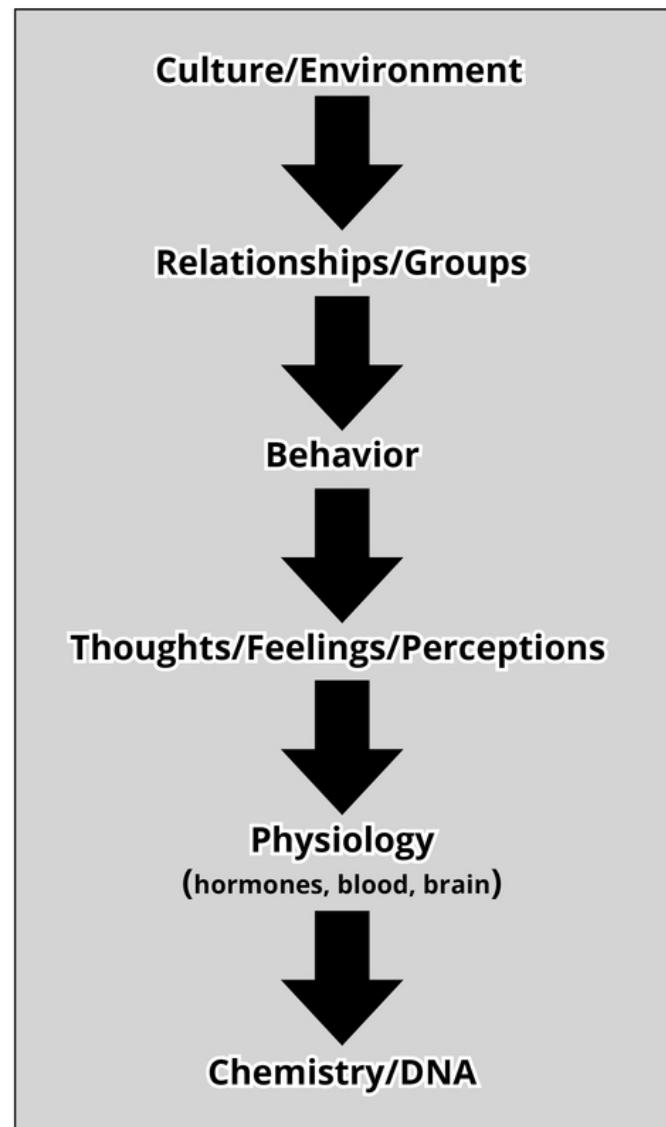 Culture/Environment
Relationships/Groups
Behavior
Thoughts/Feelings/Perceptions
Physiology
(hormones, blood, brain)
Chemistry/DNA